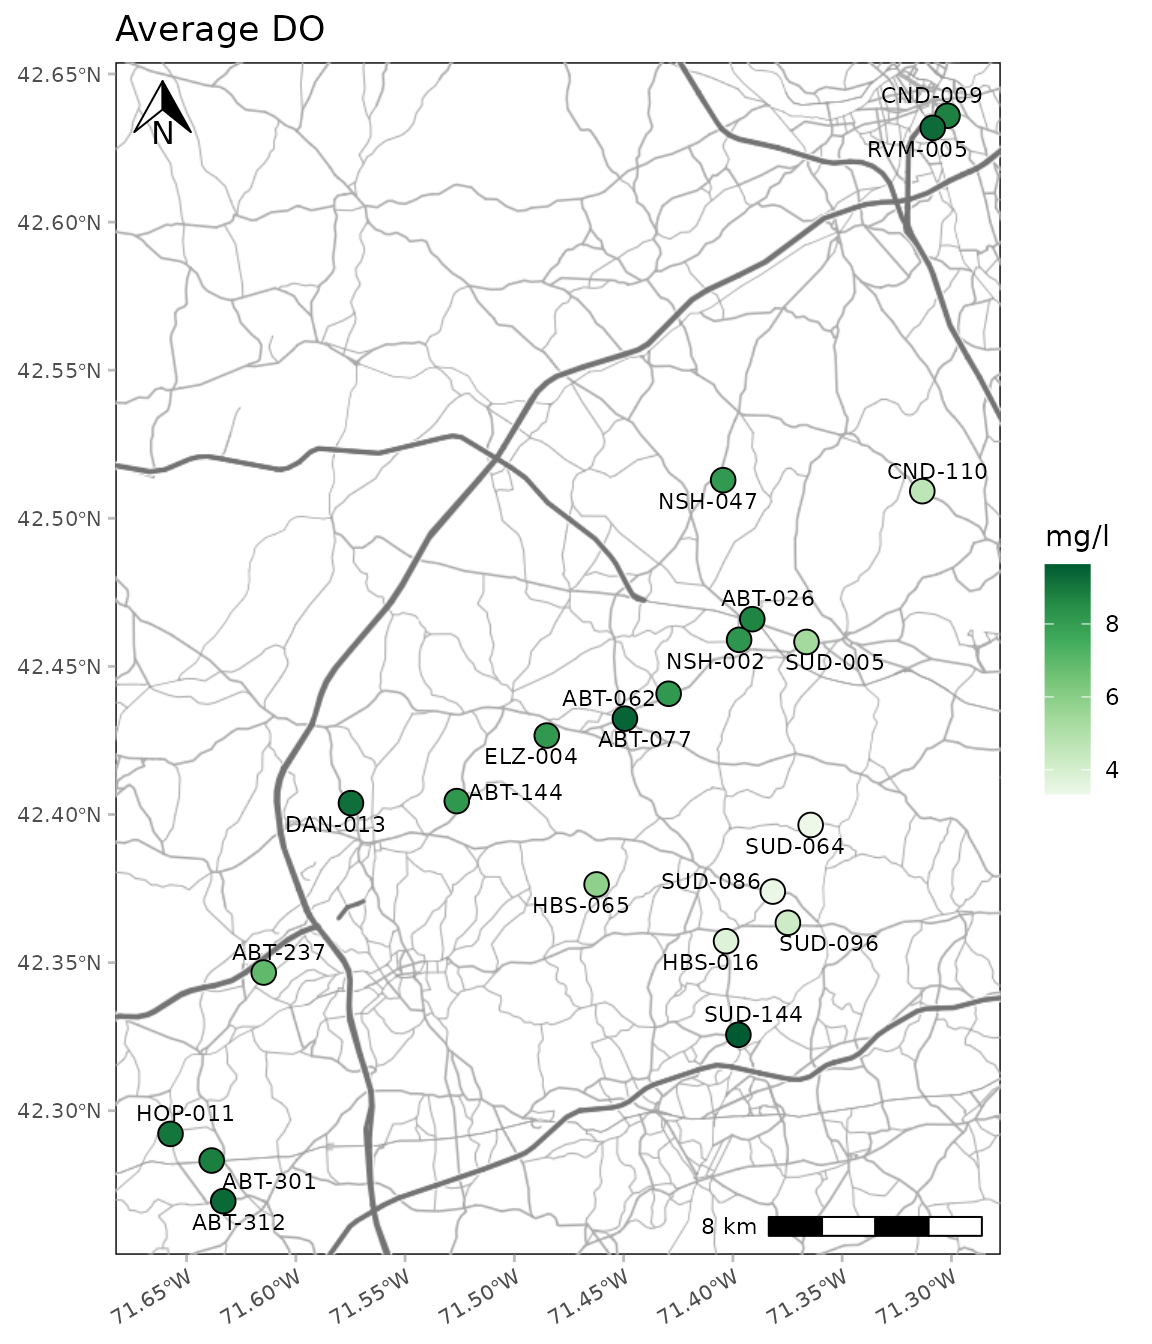 Average DO
42.65°N
N
CND-009
RVM-005
42.60°N
42.55°N
42.50°N
CND-110
NSH-047
mg/l
ABT-026
8
42.45°N
NSH-002
SUD-005
ABT-062
6
ABT-077
ELZ-004
4
ABT-144
42.40°N
DAN-013
SUD-064
SUD-086
HBS-065
SUD-096
ABT-237
42.35°N
HBS-016
SUD-144
42.30°N
HOP-011
ABT-301
ABT-312
8 km
71.65°W
71.60°W
71.55°W
71.50°W
71.45°W
71.40°W
71.35°W
71.30°W